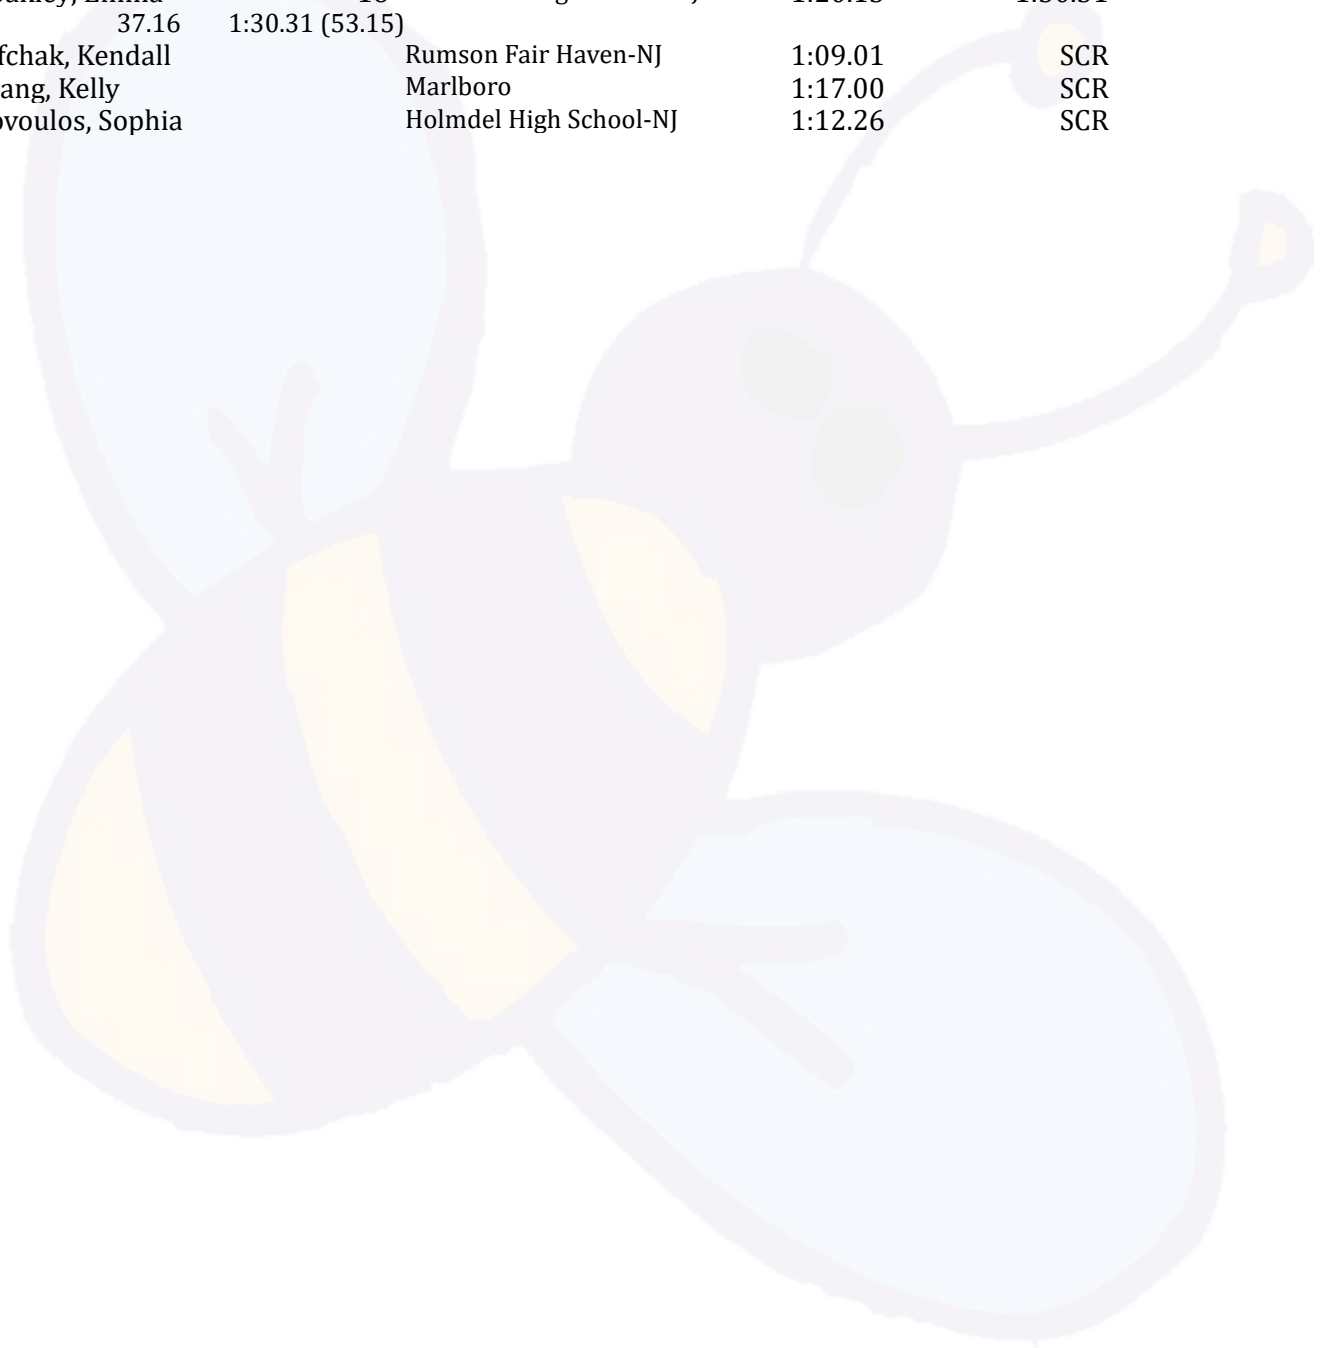 37.16 1:30.31 (53.15)
fchak, Kendall Rumson Fair Haven-NJ 1:09.01 SCR
ang, Kelly Marlboro 1:17.00 SCR
voulos, Sophia Holmdel High School-NJ 1:12.26 SCR